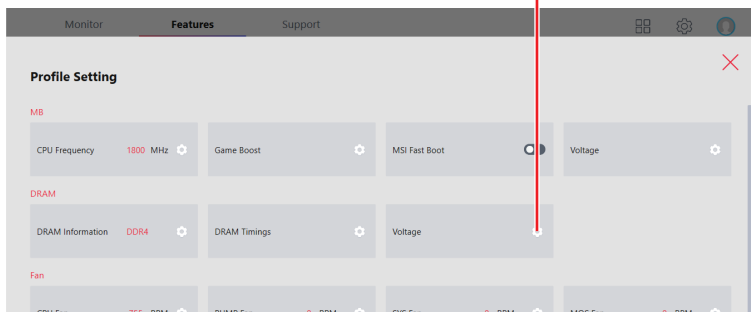 Monitor Features Support
Profile Setting
MB
CPU Frequency 1800 MHz Game Boost MSI Fast Boot Voltage
DRAM
DRAM Information DDR4 DRAM Timings Voltage
Fan